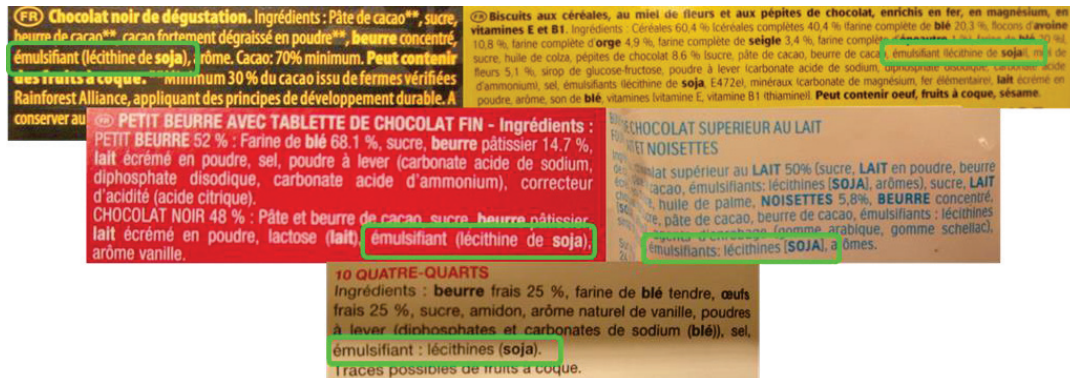 FR Chocolat noir de dégustation. Ingrédients : Pâte de cacao**, sucre,
beurre de cacao**, cacao fortement dégraissé en poudre**, beurre concentré,
émulsifiant (lécithine de soja), arôme. Cacao: 70% minimum. Peut contenir
des fruits à coque. **Minimum 30 % du cacao issu de fermes vérifiées
Rainforest Alliance, appliquant des principes de développement durable. A
conserver au
FR Biscuits aux céréales, au miel de fleurs et aux pépites de chocolat, enrichis en fer, en magnésium, en
vitamines E et B1. Ingrédients : Céréales 60,4 % (céréales complètes 40,4 % (farine complète de blé 20,3 %, flocons d'avoine
10,8 %, farine complète d'orge 4,9 %, farine complète de seigle 3,4 %, farine complète
sucre, huile de colza, pépites de chocolat 8,6 % (sucre, pâte de cacao, beurre de cacao, émulsifiant (lécithine de soja)), miel de
fleurs 5,1 %, sirop de glucose-fructose, poudre à lever (carbonate acide de sodium, diphosphate disodique, carbonate acide
d'ammonium), sel, émulsifiants (lécithine de soja, E472e), minéraux (carbonate de magnésium, fer élémentaire), lait écrémé en
poudre, arôme, son de blé, vitamines (vitamine E, vitamine B1 (thiamine)). Peut contenir oeuf, fruits à coque, sésame.
FR PETIT BEURRE AVEC TABLETTE DE CHOCOLAT FIN - Ingrédients :
PETIT BEURRE 52 % : Farine de blé 68.1 %, sucre, beurre pâtissier 14.7 %,
lait écrémé en poudre, sel, poudre à lever (carbonate acide de sodium,
diphosphate disodique, carbonate acide d'ammonium), correcteur
d'acidité (acide citrique).
CHOCOLAT NOIR 48 % : Pâte et beurre de cacao, sucre, beurre pâtissier,
lait écrémé en poudre, lactose (lait), émulsifiant (lécithine de soja),
arôme vanille.
CHOCOLAT SUPERIEUR AU LAIT
ET NOISETTES
supérieur au LAIT 50% (sucre, LAIT en poudre, beurre
cacao, émulsifiants: lécithines [SOJA], arômes), sucre, LAIT
huile de palme, NOISETTES 5,8%, BEURRE concentré,
pâte de cacao, beurre de cacao, émulsifiants : lécithines
agents d'enrobage (gomme arabique, gomme schellac),
émulsifiants: lécithines [SOJA], arômes.
10 QUATRE-QUARTS
Ingrédients : beurre frais 25 %, farine de blé tendre, œufs
frais 25 %, sucre, amidon, arôme naturel de vanille, poudres
à lever (diphosphates et carbonates de sodium (blé)), sel,
émulsifiant : lécithines (soja).
Traces possibles de fruits à coque.